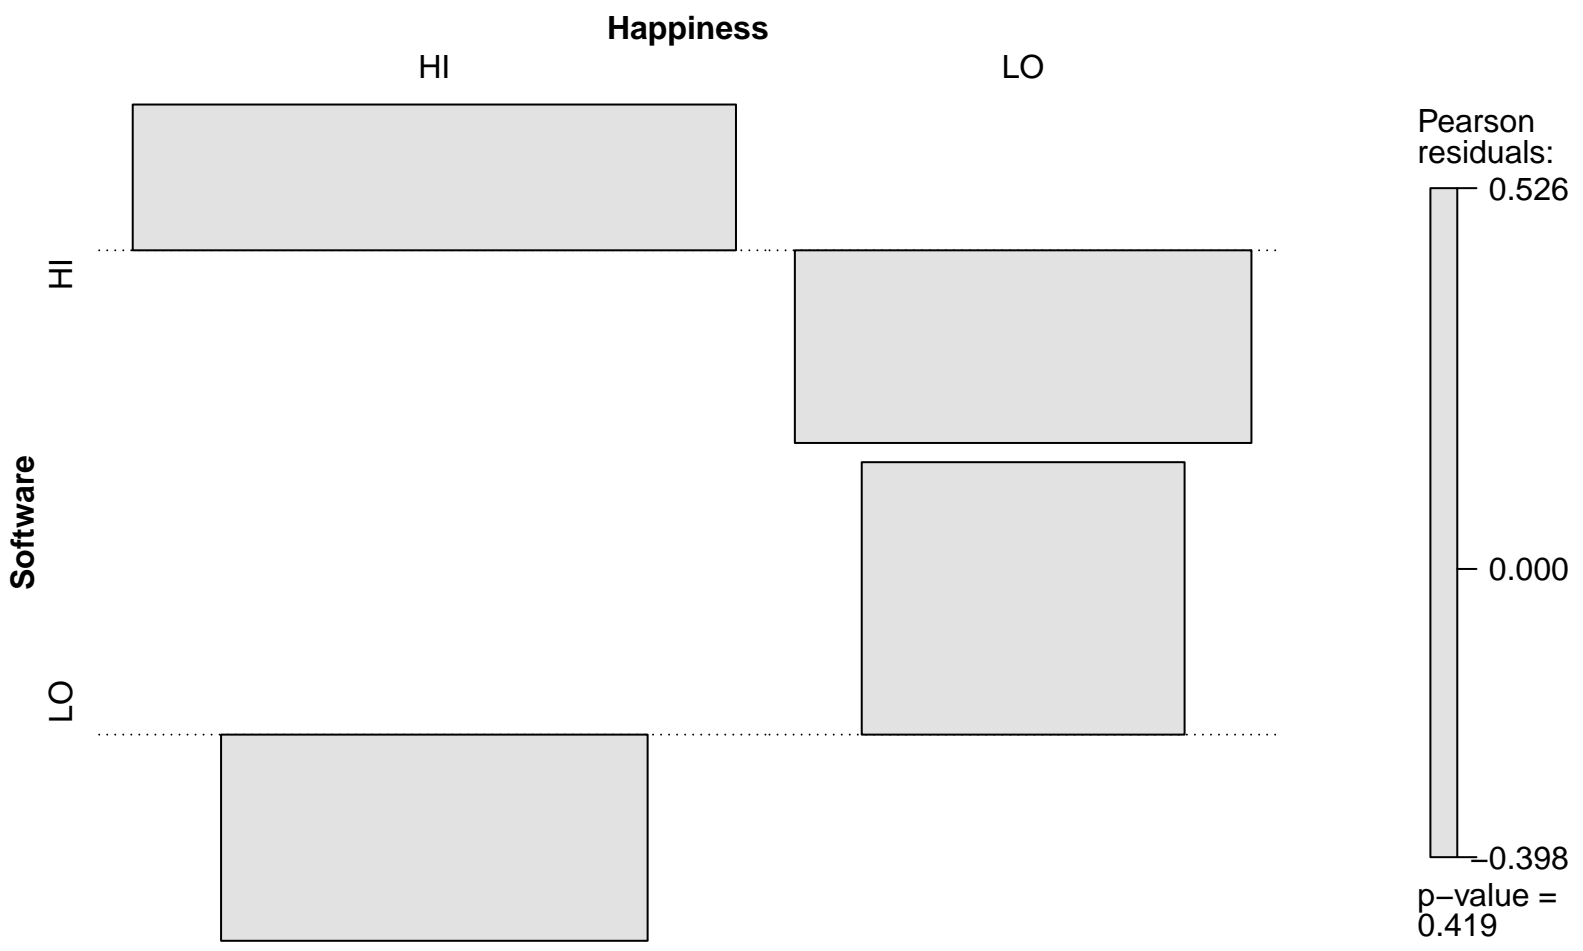 Happiness
HI
LO
Software
HI
LO
Pearson
residuals:
0.526
0.000
−0.398
p−value =
0.419